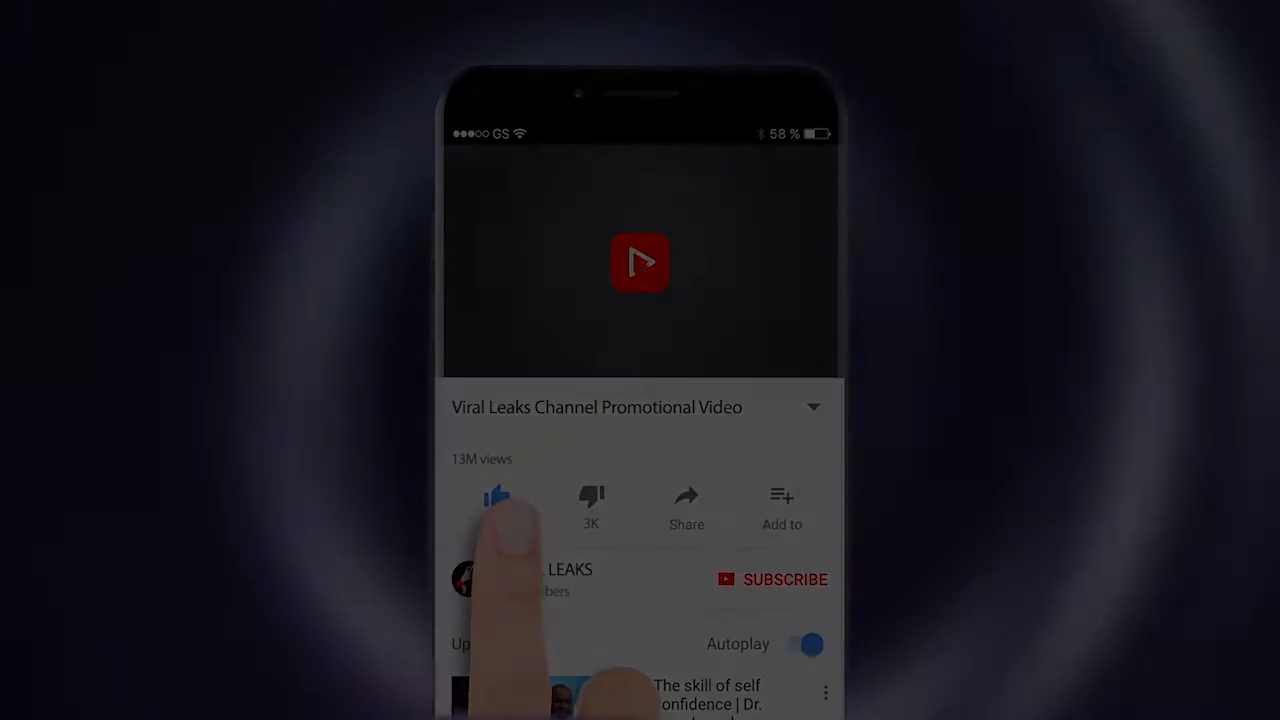 GS
58 %
Viral Leaks Channel Promotional Video
13M views
3K
Share
Add to
LEAKS
SUBSCRIBE
Autoplay
The skill of self
confidence | Dr.